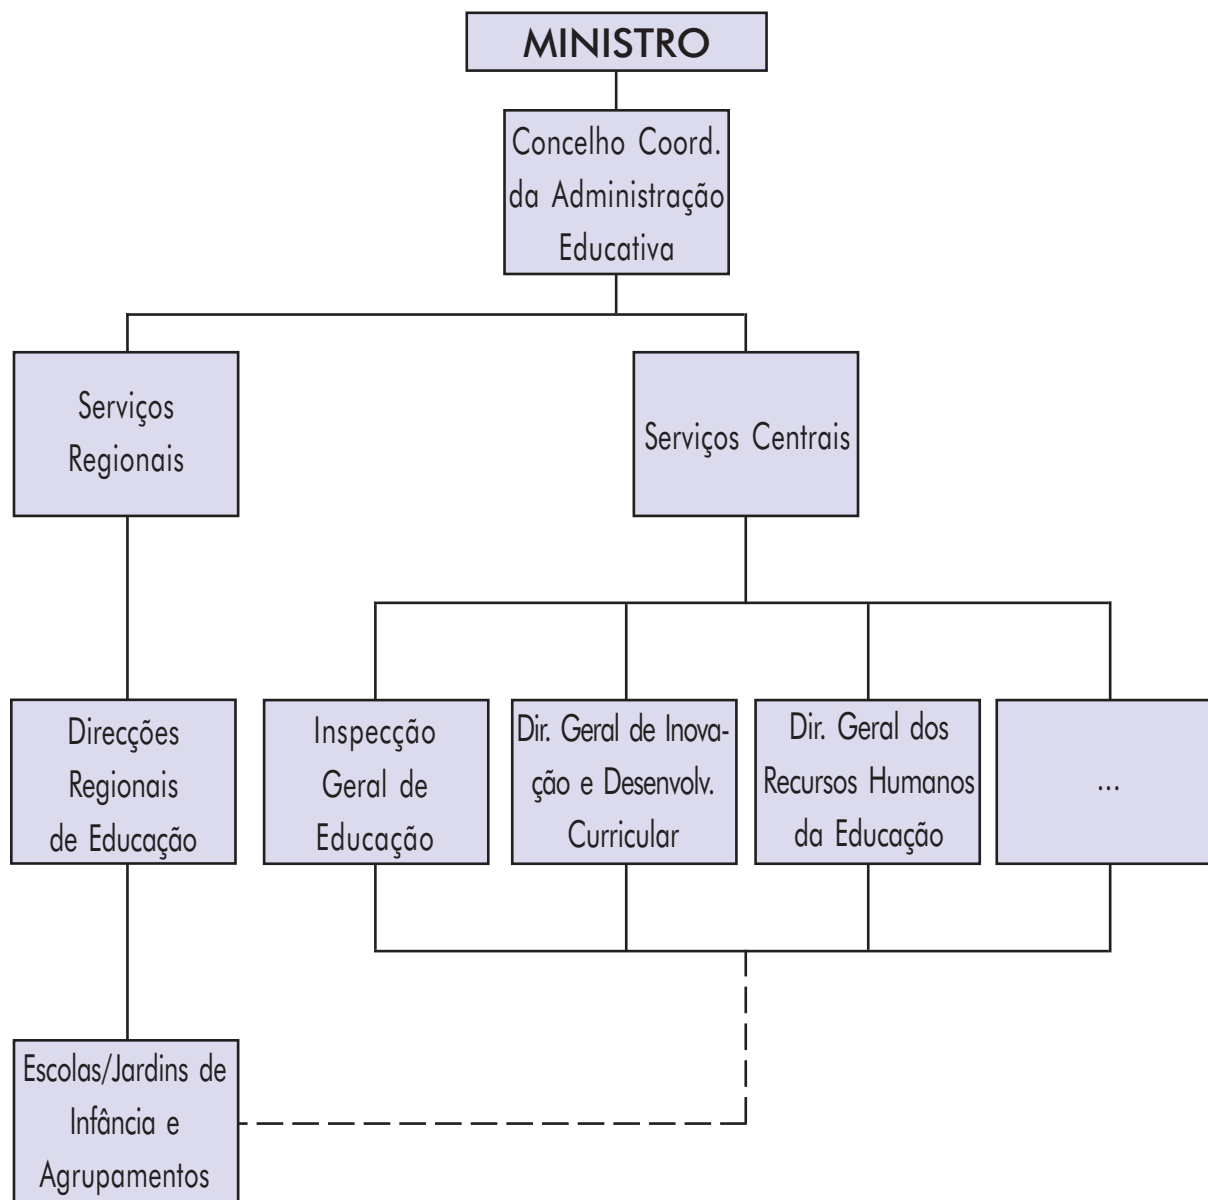 MINISTRO
Concelho Coord.
da Administração
Educativa
Serviços
Regionais
Serviços Centrais
Direcções
Regionais
de Educação
Inspecção
Geral de
Educação
Dir. Geral de Inova-
ção e Desenvolv.
Curricular
Dir. Geral dos
Recursos Humanos
da Educação
...
Escolas/Jardins de
Infância e
Agrupamentos